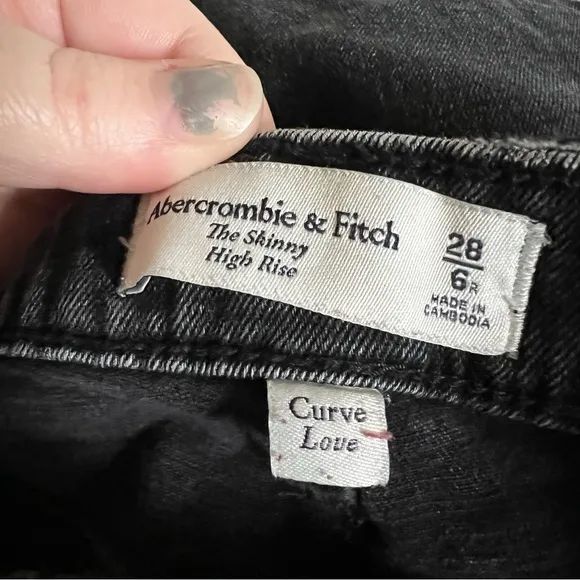 Abercrombie & Fitch
The Skinny
High Rise
28
6R
MADE IN
CAMBODIA
Curve
Love